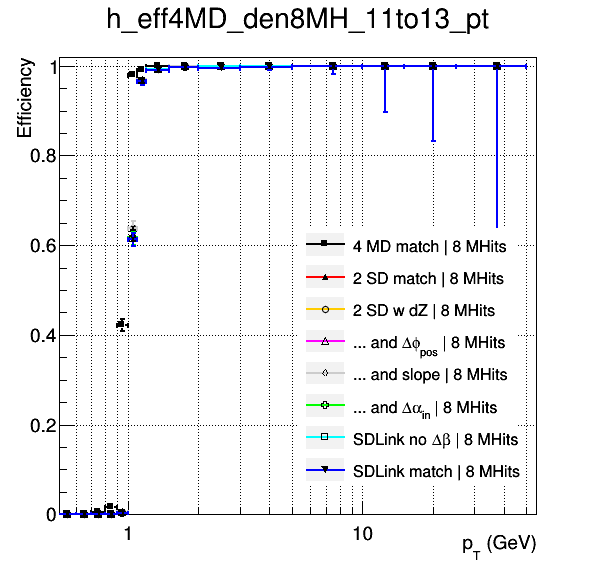 h_eff4MD_den8MH_11to13_pt
Efficiency
1
0.8
0.6
0.4
0.2
0
4 MD match | 8 MHits
2 SD match | 8 MHits
2 SD w dZ | 8 MHits
... and Δϕpos | 8 MHits
... and slope | 8 MHits
... and Δαin | 8 MHits
SDLink no Δβ | 8 MHits
SDLink match | 8 MHits
1 10
pT (GeV)